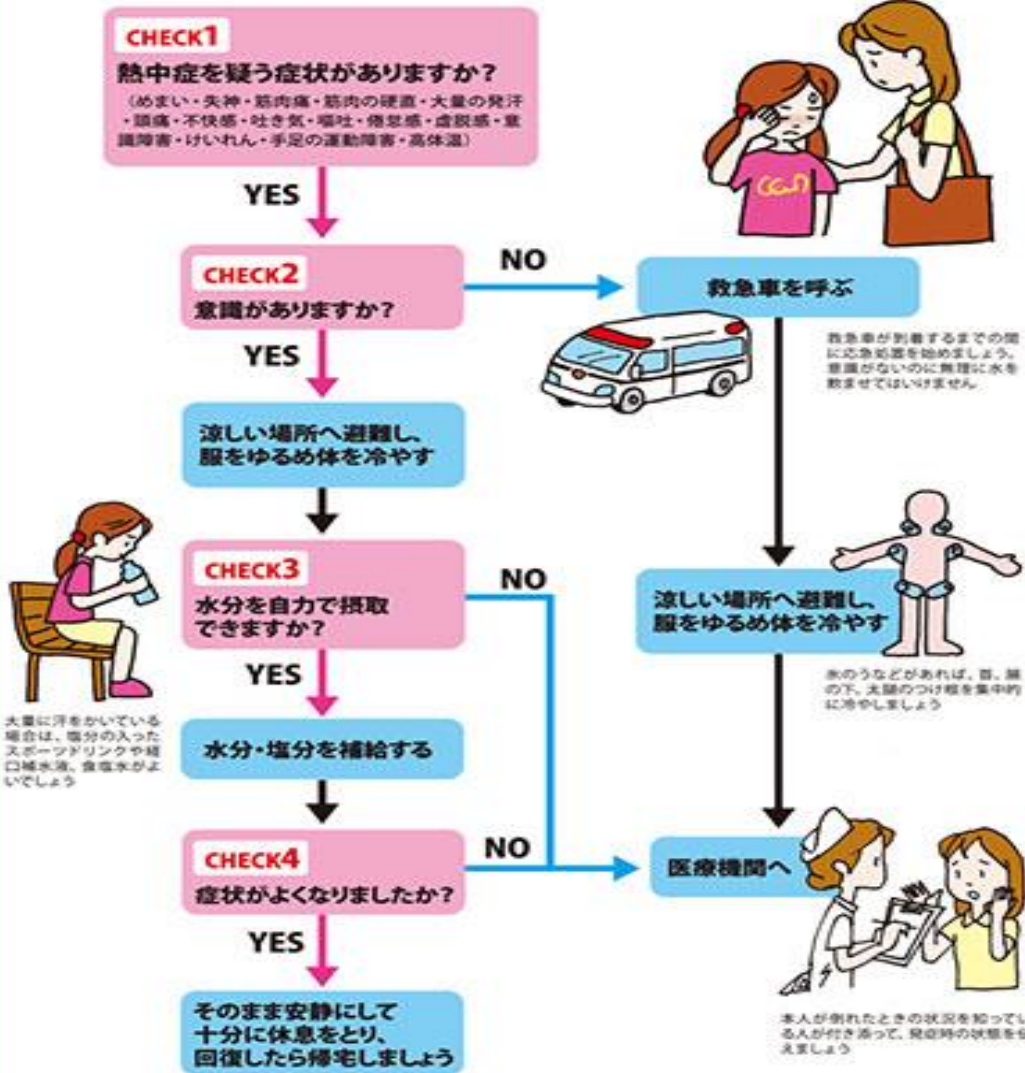 CHECK1
熱中症を疑う症状がありますか？
（めまい・失神・筋肉痛・筋肉の硬直・大量の発汗
・頭痛・不快感・吐き気・嘔吐・倦怠感・虚脱感・意
識障害・けいれん・手足の運動障害・高体温）
YES
CHECK2
意識がありますか？
NO
救急車を呼ぶ
救急車が到着するまでの間
に応急処置を始めましょう。
意識がないのに無理に水を
飲ませてはいけません
YES
涼しい場所へ避難し、
服をゆるめ体を冷やす
CHECK3
水分を自力で摂取
できますか？
NO
涼しい場所へ避難し、
服をゆるめ体を冷やす
氷のうなどがあれば、首、腋
の下、太腿のつけ根を集中的
に冷やしましょう
YES
大量に汗をかいている
場合は、塩分の入った
スポーツドリンクや経
口補水液、食塩水がよ
いでしょう
水分・塩分を補給する
CHECK4
症状がよくなりましたか？
NO
医療機関へ
YES
そのまま安静にして
十分に休息をとり、
回復したら帰宅しましょう
本人が倒れたときの状況を知ってい
る人が付き添って、発症時の状態を伝
えましょう